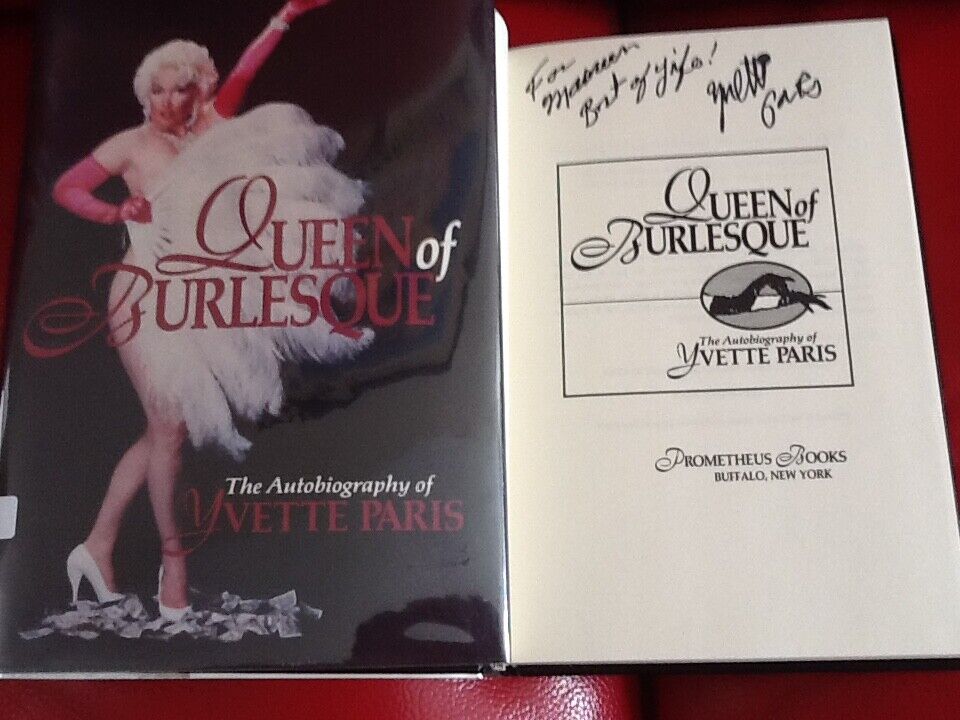 QUEEN of
BURLESQUE
The Autobiography of
YVETTE PARIS
For
Maureen
Best of Life!
Yvette
Paris
QUEEN of
BURLESQUE
The Autobiography of
YVETTE PARIS
PROMETHEUS BOOKS
BUFFALO, NEW YORK